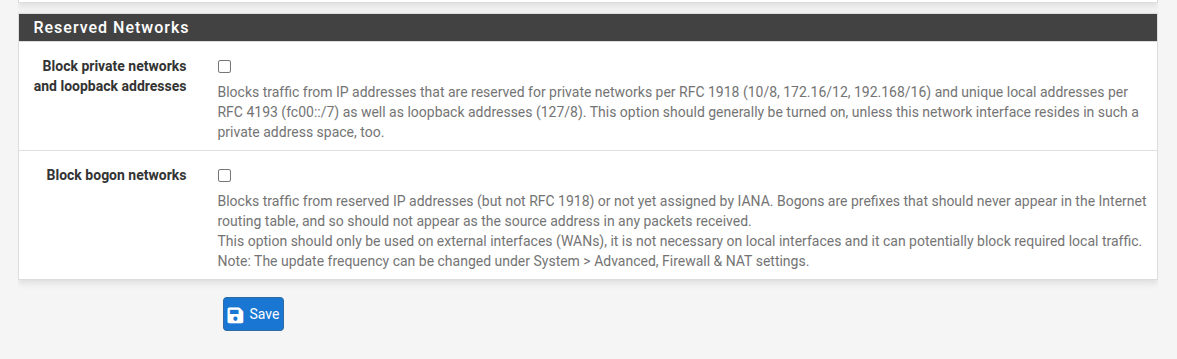 Reserved Networks
Block private networks
and loopback addresses
Blocks traffic from IP addresses that are reserved for private networks per RFC 1918 (10/8, 172.16/12, 192.168/16) and unique local addresses per
RFC 4193 (fc00::/7) as well as loopback addresses (127/8). This option should generally be turned on, unless this network interface resides in such a
private address space, too.
Block bogon networks
Blocks traffic from reserved IP addresses (but not RFC 1918) or not yet assigned by IANA. Bogons are prefixes that should never appear in the Internet
routing table, and so should not appear as the source address in any packets received.
This option should only be used on external interfaces (WANs), it is not necessary on local interfaces and it can potentially block required local traffic.
Note: The update frequency can be changed under System > Advanced, Firewall & NAT settings.
Save